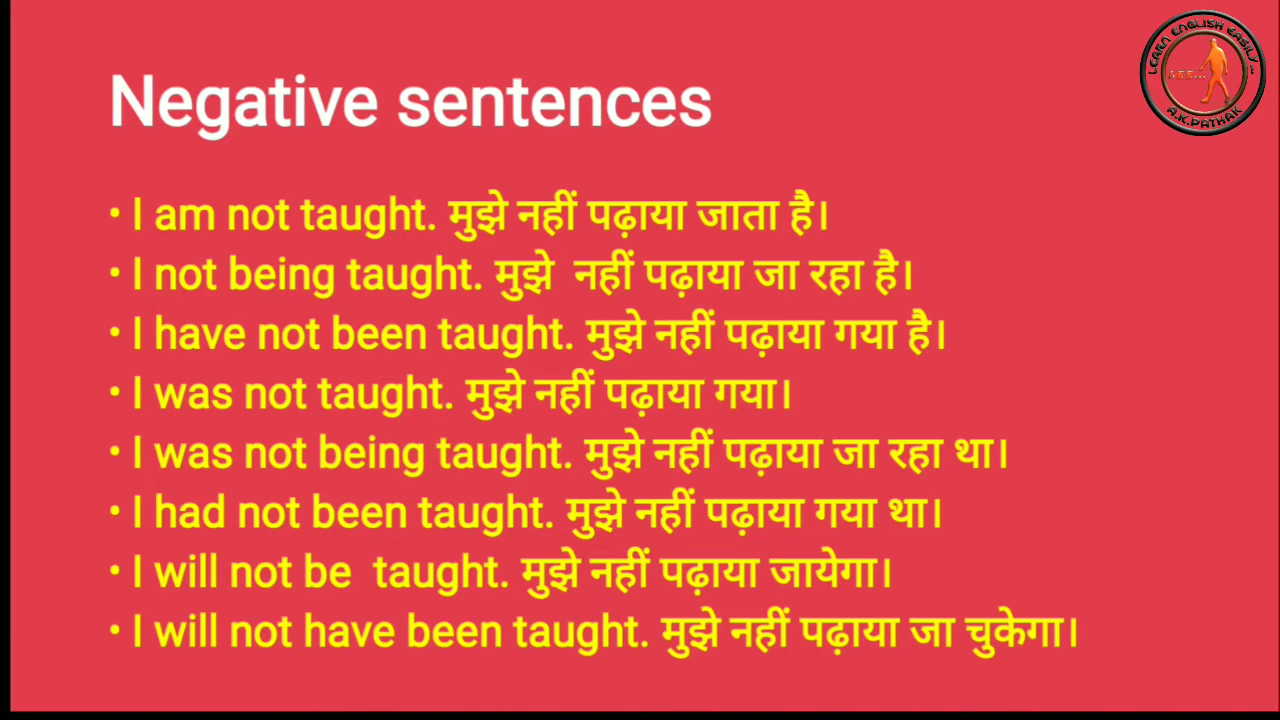 LEARN ENGLISH EASILY...
LEE...
A.K.PATHAK
Negative sentences
• I am not taught. मुझे नहीं पढ़ाया जाता है।
• I not being taught. मुझे नहीं पढ़ाया जा रहा है।
• I have not been taught. मुझे नहीं पढ़ाया गया है।
• I was not taught. मुझे नहीं पढ़ाया गया।
• I was not being taught. मुझे नहीं पढ़ाया जा रहा था।
• I had not been taught. मुझे नहीं पढ़ाया गया था।
• I will not be taught. मुझे नहीं पढ़ाया जायेगा।
• I will not have been taught. मुझे नहीं पढ़ाया जा चुकेगा।